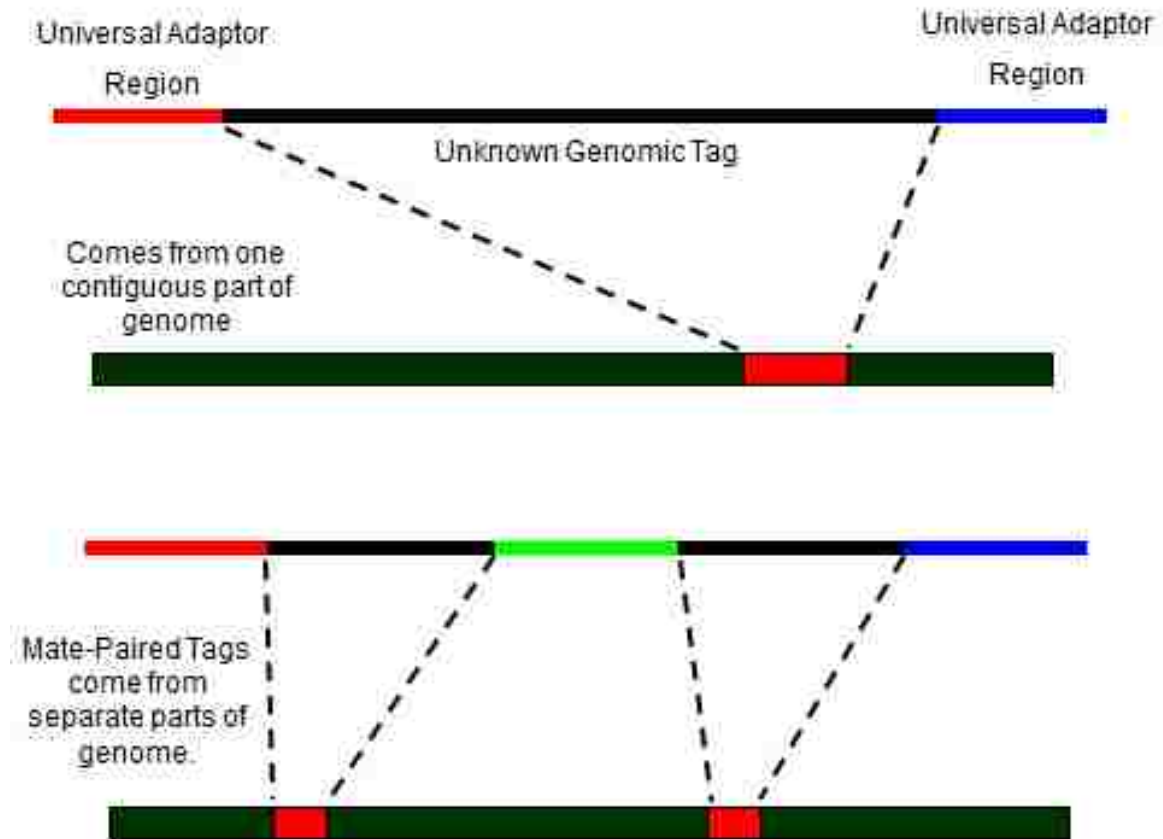 Universal Adaptor
Region
Universal Adaptor
Region
Unknown Genomic Tag
Comes from one
contiguous part of
genome
Mate-Paired Tags
come from
separate parts of
genome.